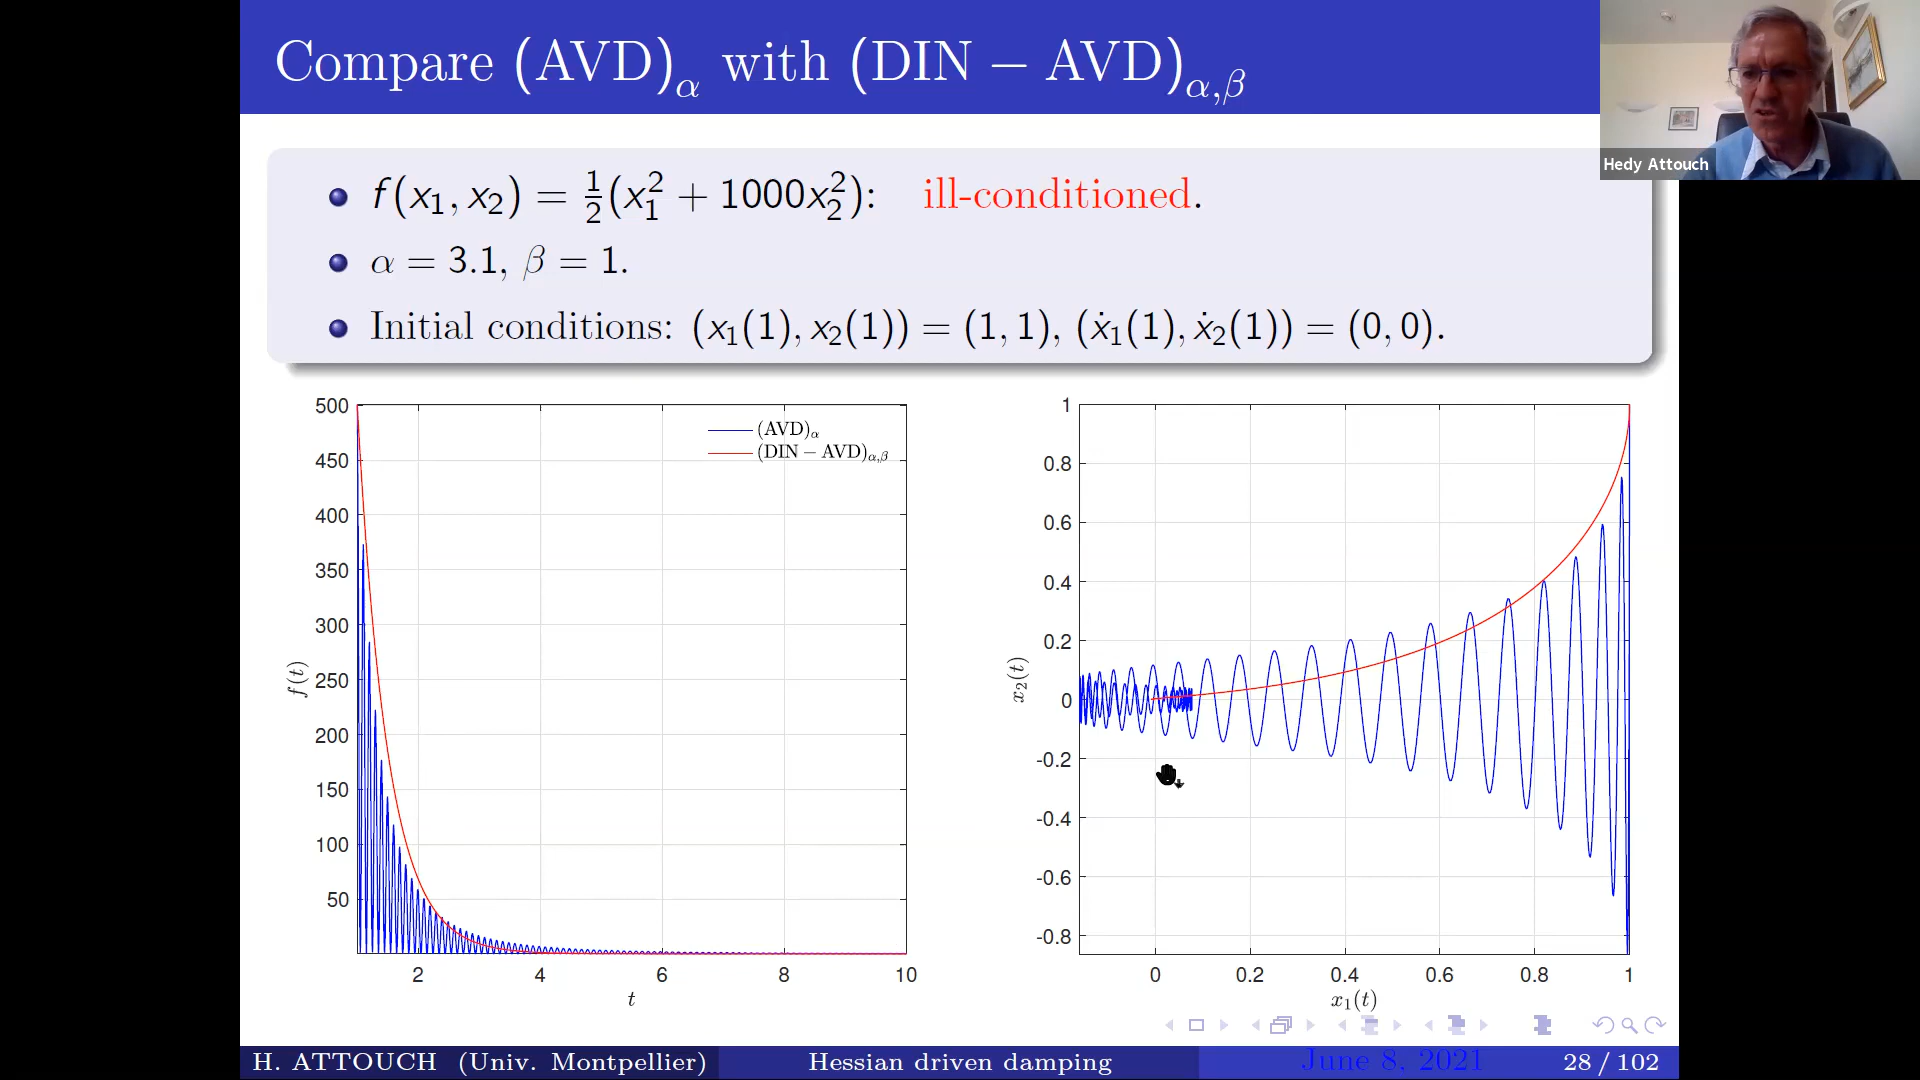 Compare (AVD)α with (DIN − AVD)α,β
Hedy Attouch
f(x₁, x₂) = ½(x₁² + 1000x₂²): ill-conditioned.
α = 3.1, β = 1.
Initial conditions: (x₁(1), x₂(1)) = (1, 1), (ẋ₁(1), ẋ₂(1)) = (0, 0).
500
450
400
350
300
250
200
150
100
50
f(t)
2 4 6 8 10
t
(AVD)α
(DIN − AVD)α,β
1
0.8
0.6
0.4
0.2
0
-0.2
-0.4
-0.6
-0.8
x₂(t)
0 0.2 0.4 0.6 0.8 1
x₁(t)
H. ATTOUCH (Univ. Montpellier) Hessian driven damping June 8, 2021 28 / 102